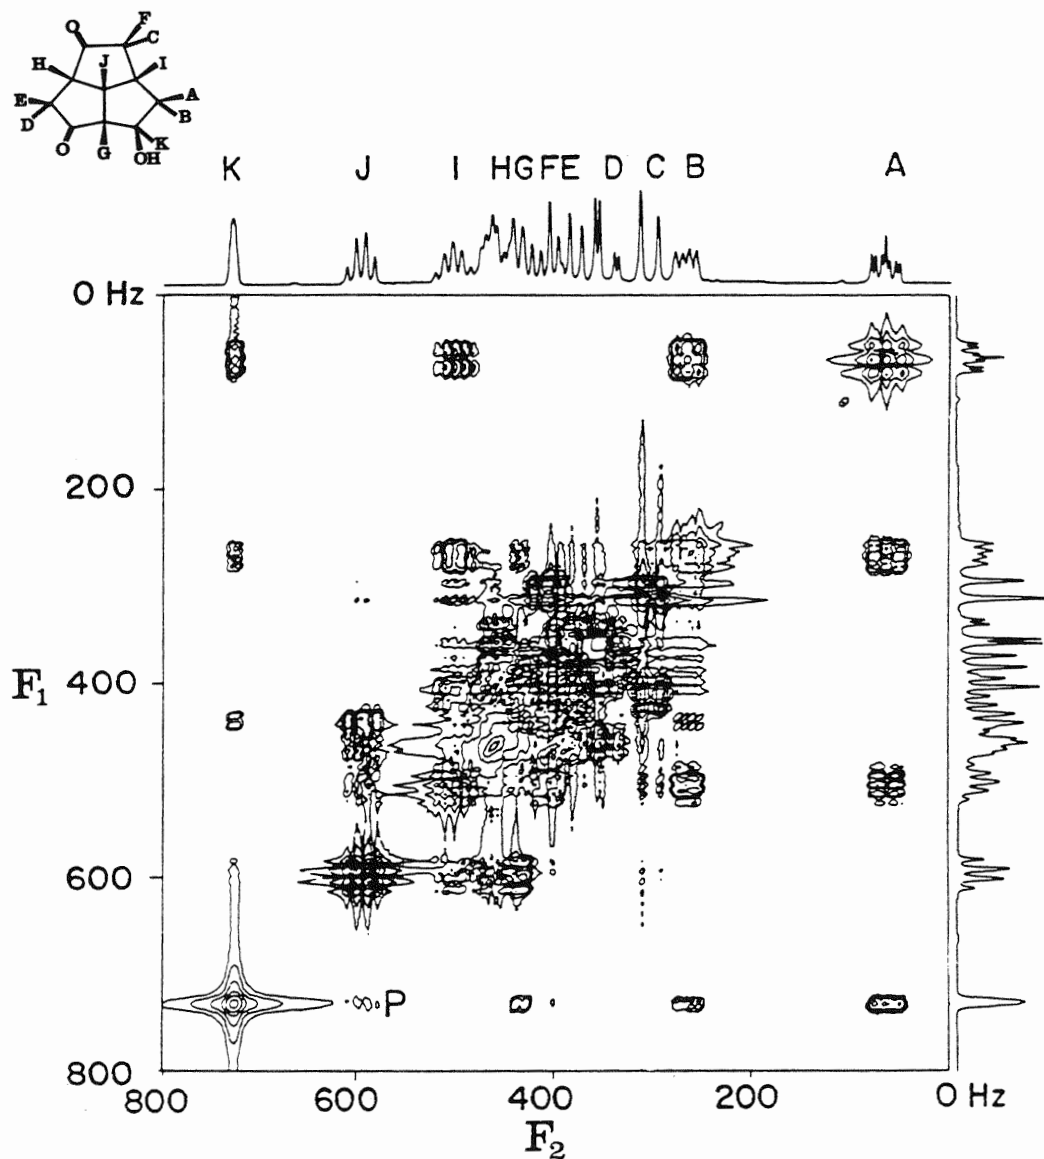 F
O C
J
H I
E A
B
D K
O G OH
K J I H G F E D C B A
0 Hz
200
F₁ 400
600
P
800
800 600 400 200 0 Hz
F₂